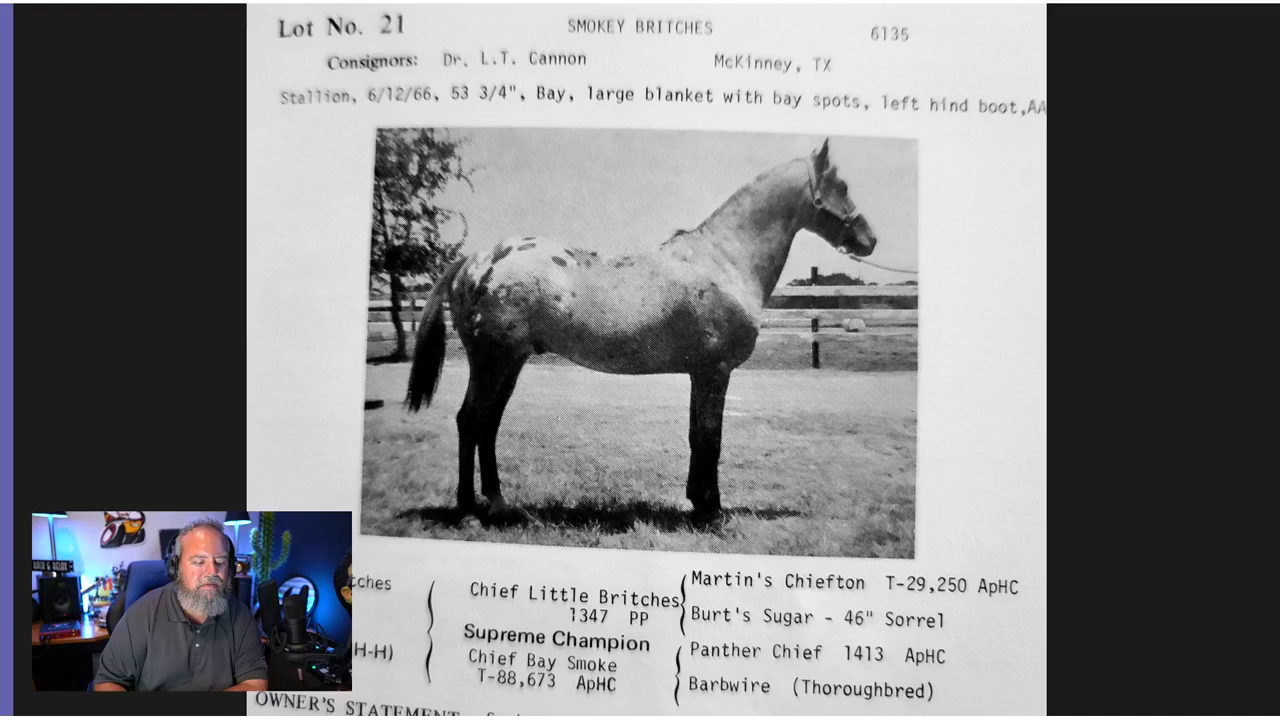 Lot No. 21 SMOKEY BRITCHES 6135
Consignors: Dr. L.T. Cannon McKinney, TX
Stallion, 6/12/66, 53 3/4", Bay, large blanket with bay spots, left hind boot,AA
Martin's Chiefton T-29,250 ApHC
tches Chief Little Britches
1347 PP Burt's Sugar - 46" Sorrel
Supreme Champion
H-H) Chief Bay Smoke Panther Chief 1413 ApHC
T-88,673 ApHC Barbwire (Thoroughbred)
OWNER'S STATEMENT
ROCK & RELAX